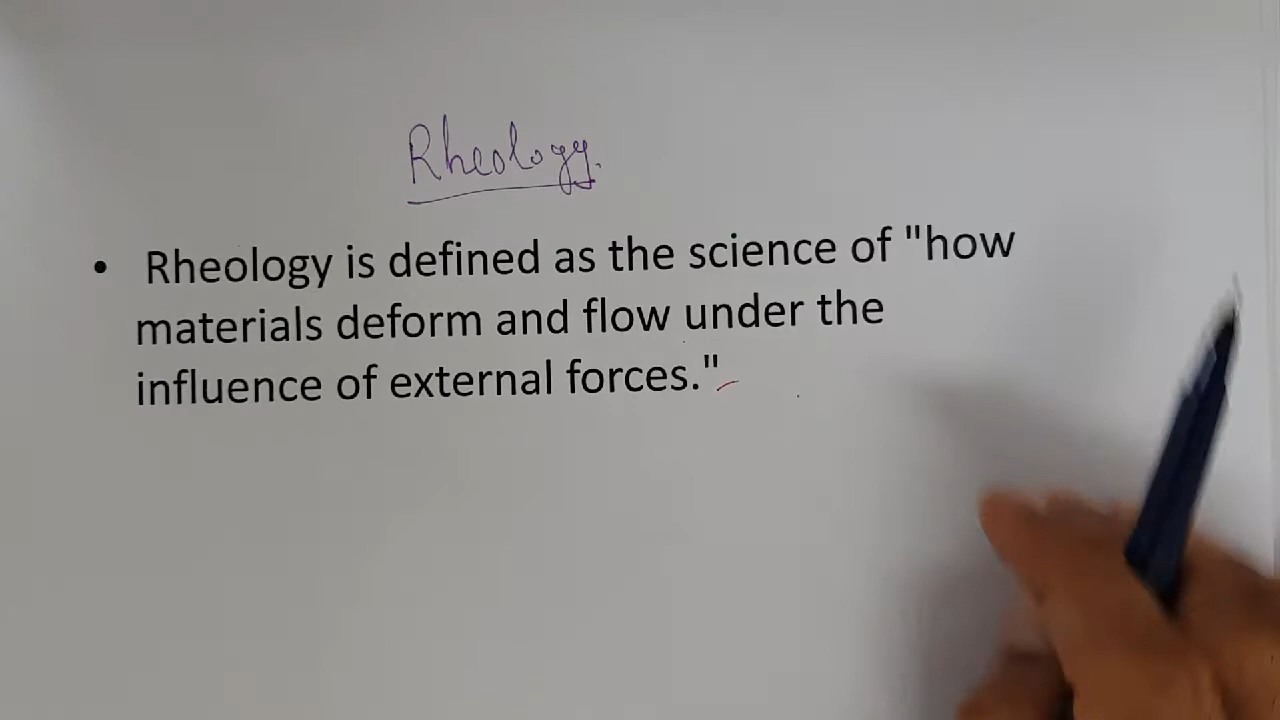 Rheology.
• Rheology is defined as the science of "how
materials deform and flow under the
influence of external forces."